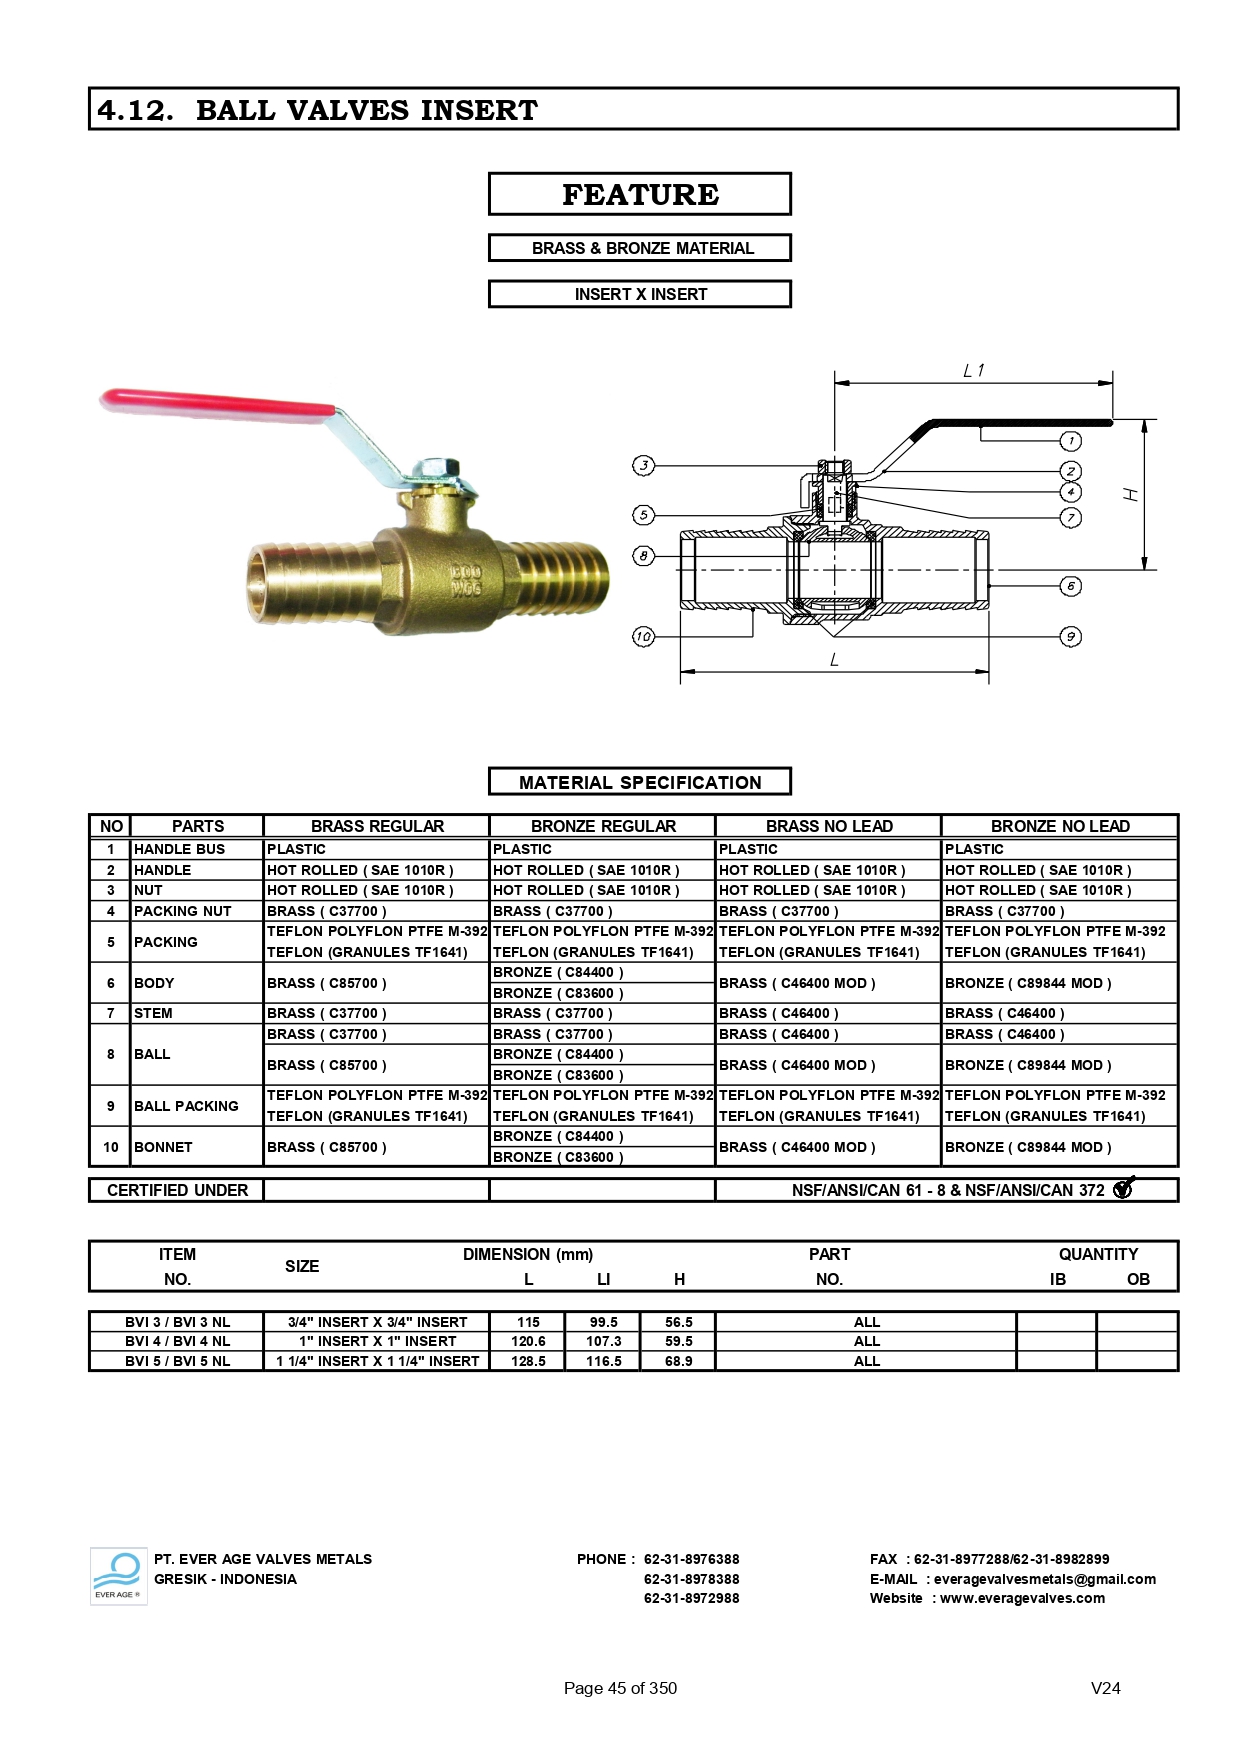 4.12. BALL VALVES INSERT
FEATURE
BRASS & BRONZE MATERIAL
INSERT X INSERT
600
WOG
L1
1
2
3
4
H
5
7
8
6
10
9
L
MATERIAL SPECIFICATION
NO PARTS BRASS REGULAR BRONZE REGULAR BRASS NO LEAD BRONZE NO LEAD
1 HANDLE BUS PLASTIC PLASTIC PLASTIC PLASTIC
2 HANDLE HOT ROLLED ( SAE 1010R ) HOT ROLLED ( SAE 1010R ) HOT ROLLED ( SAE 1010R ) HOT ROLLED ( SAE 1010R )
3 NUT HOT ROLLED ( SAE 1010R ) HOT ROLLED ( SAE 1010R ) HOT ROLLED ( SAE 1010R ) HOT ROLLED ( SAE 1010R )
4 PACKING NUT BRASS ( C37700 ) BRASS ( C37700 ) BRASS ( C37700 ) BRASS ( C37700 )
5 PACKING TEFLON POLYFLON PTFE M-392 TEFLON POLYFLON PTFE M-392 TEFLON POLYFLON PTFE M-392 TEFLON POLYFLON PTFE M-392
TEFLON (GRANULES TF1641) TEFLON (GRANULES TF1641) TEFLON (GRANULES TF1641) TEFLON (GRANULES TF1641)
6 BODY BRASS ( C85700 ) BRONZE ( C84400 ) BRASS ( C46400 MOD ) BRONZE ( C89844 MOD )
BRONZE ( C83600 )
7 STEM BRASS ( C37700 ) BRASS ( C37700 ) BRASS ( C46400 ) BRASS ( C46400 )
8 BALL BRASS ( C37700 ) BRASS ( C37700 ) BRASS ( C46400 ) BRASS ( C46400 )
BRASS ( C85700 ) BRONZE ( C84400 ) BRASS ( C46400 MOD ) BRONZE ( C89844 MOD )
BRONZE ( C83600 )
9 BALL PACKING TEFLON POLYFLON PTFE M-392 TEFLON POLYFLON PTFE M-392 TEFLON POLYFLON PTFE M-392 TEFLON POLYFLON PTFE M-392
TEFLON (GRANULES TF1641) TEFLON (GRANULES TF1641) TEFLON (GRANULES TF1641) TEFLON (GRANULES TF1641)
10 BONNET BRASS ( C85700 ) BRONZE ( C84400 ) BRASS ( C46400 MOD ) BRONZE ( C89844 MOD )
BRONZE ( C83600 )
CERTIFIED UNDER NSF/ANSI/CAN 61 - 8 & NSF/ANSI/CAN 372
ITEM SIZE DIMENSION (mm) PART QUANTITY
NO. L LI H NO. IB OB
BVI 3 / BVI 3 NL 3/4" INSERT X 3/4" INSERT 115 99.5 56.5 ALL
BVI 4 / BVI 4 NL 1" INSERT X 1" INSERT 120.6 107.3 59.5 ALL
BVI 5 / BVI 5 NL 1 1/4" INSERT X 1 1/4" INSERT 128.5 116.5 68.9 ALL
EVER AGE ®
PT. EVER AGE VALVES METALS PHONE : 62-31-8976388 FAX : 62-31-8977288/62-31-8982899
GRESIK - INDONESIA 62-31-8978388 E-MAIL : everagevalvesmetals@gmail.com
62-31-8972988 Website : www.everagevalves.com
Page 45 of 350 V24